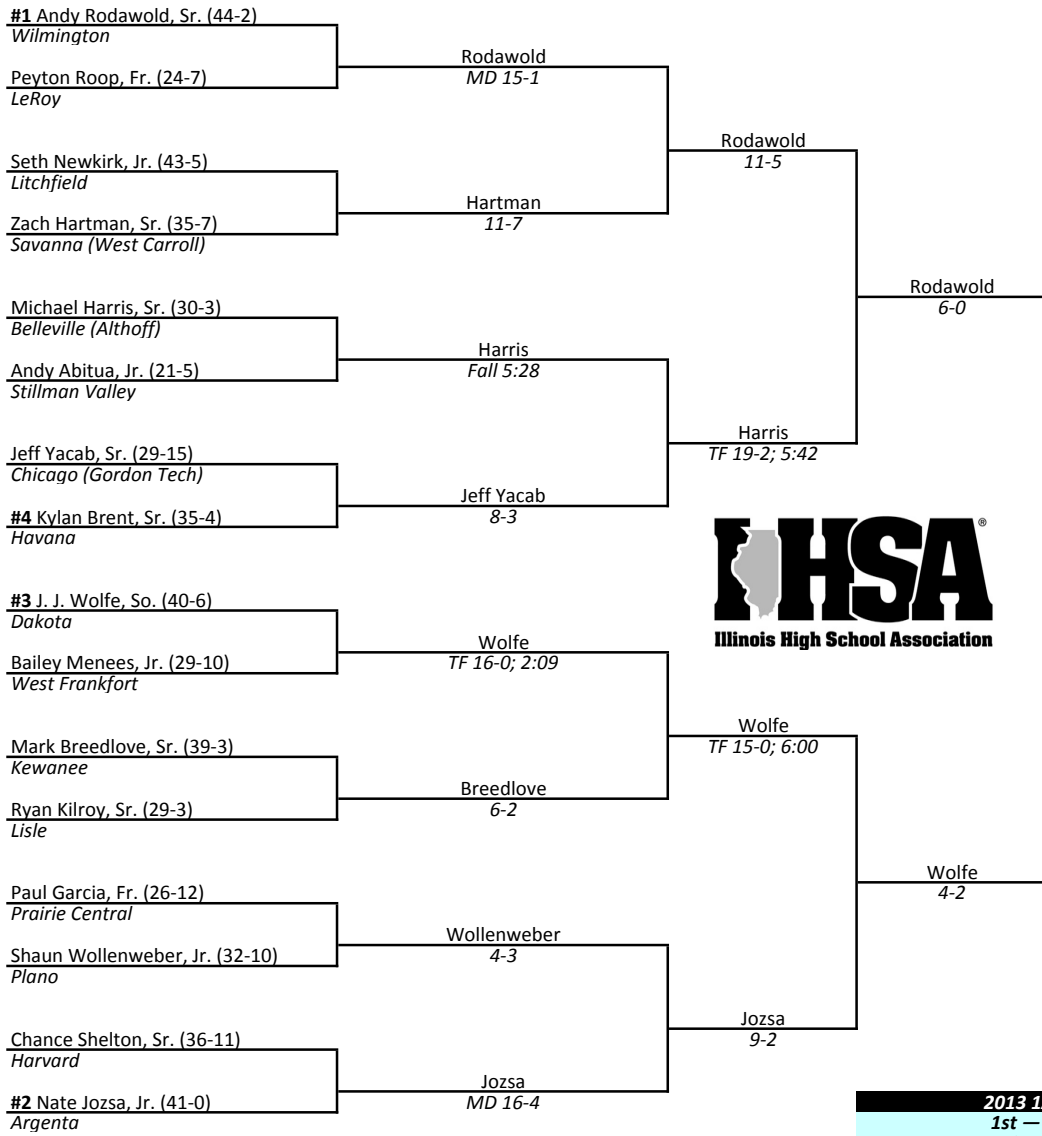 #1 Andy Rodawold, Sr. (44-2)
Wilmington
Rodawold
MD 15-1
Peyton Roop, Fr. (24-7)
LeRoy
Rodawold
11-5
Seth Newkirk, Jr. (43-5)
Litchfield
Hartman
11-7
Zach Hartman, Sr. (35-7)
Savanna (West Carroll)
Rodawold
6-0
Michael Harris, Sr. (30-3)
Belleville (Althoff)
Harris
Fall 5:28
Andy Abitua, Jr. (21-5)
Stillman Valley
Harris
TF 19-2; 5:42
Jeff Yacab, Sr. (29-15)
Chicago (Gordon Tech)
Jeff Yacab
8-3
#4 Kylan Brent, Sr. (35-4)
Havana
IHSA®
Illinois High School Association
#3 J. J. Wolfe, So. (40-6)
Dakota
Wolfe
TF 16-0; 2:09
Bailey Menees, Jr. (29-10)
West Frankfort
Wolfe
TF 15-0; 6:00
Mark Breedlove, Sr. (39-3)
Kewanee
Breedlove
6-2
Ryan Kilroy, Sr. (29-3)
Lisle
Wolfe
4-2
Paul Garcia, Fr. (26-12)
Prairie Central
Wollenweber
4-3
Shaun Wollenweber, Jr. (32-10)
Plano
Jozsa
9-2
Chance Shelton, Sr. (36-11)
Harvard
Jozsa
MD 16-4
#2 Nate Jozsa, Jr. (41-0)
Argenta
2013 1
1st —